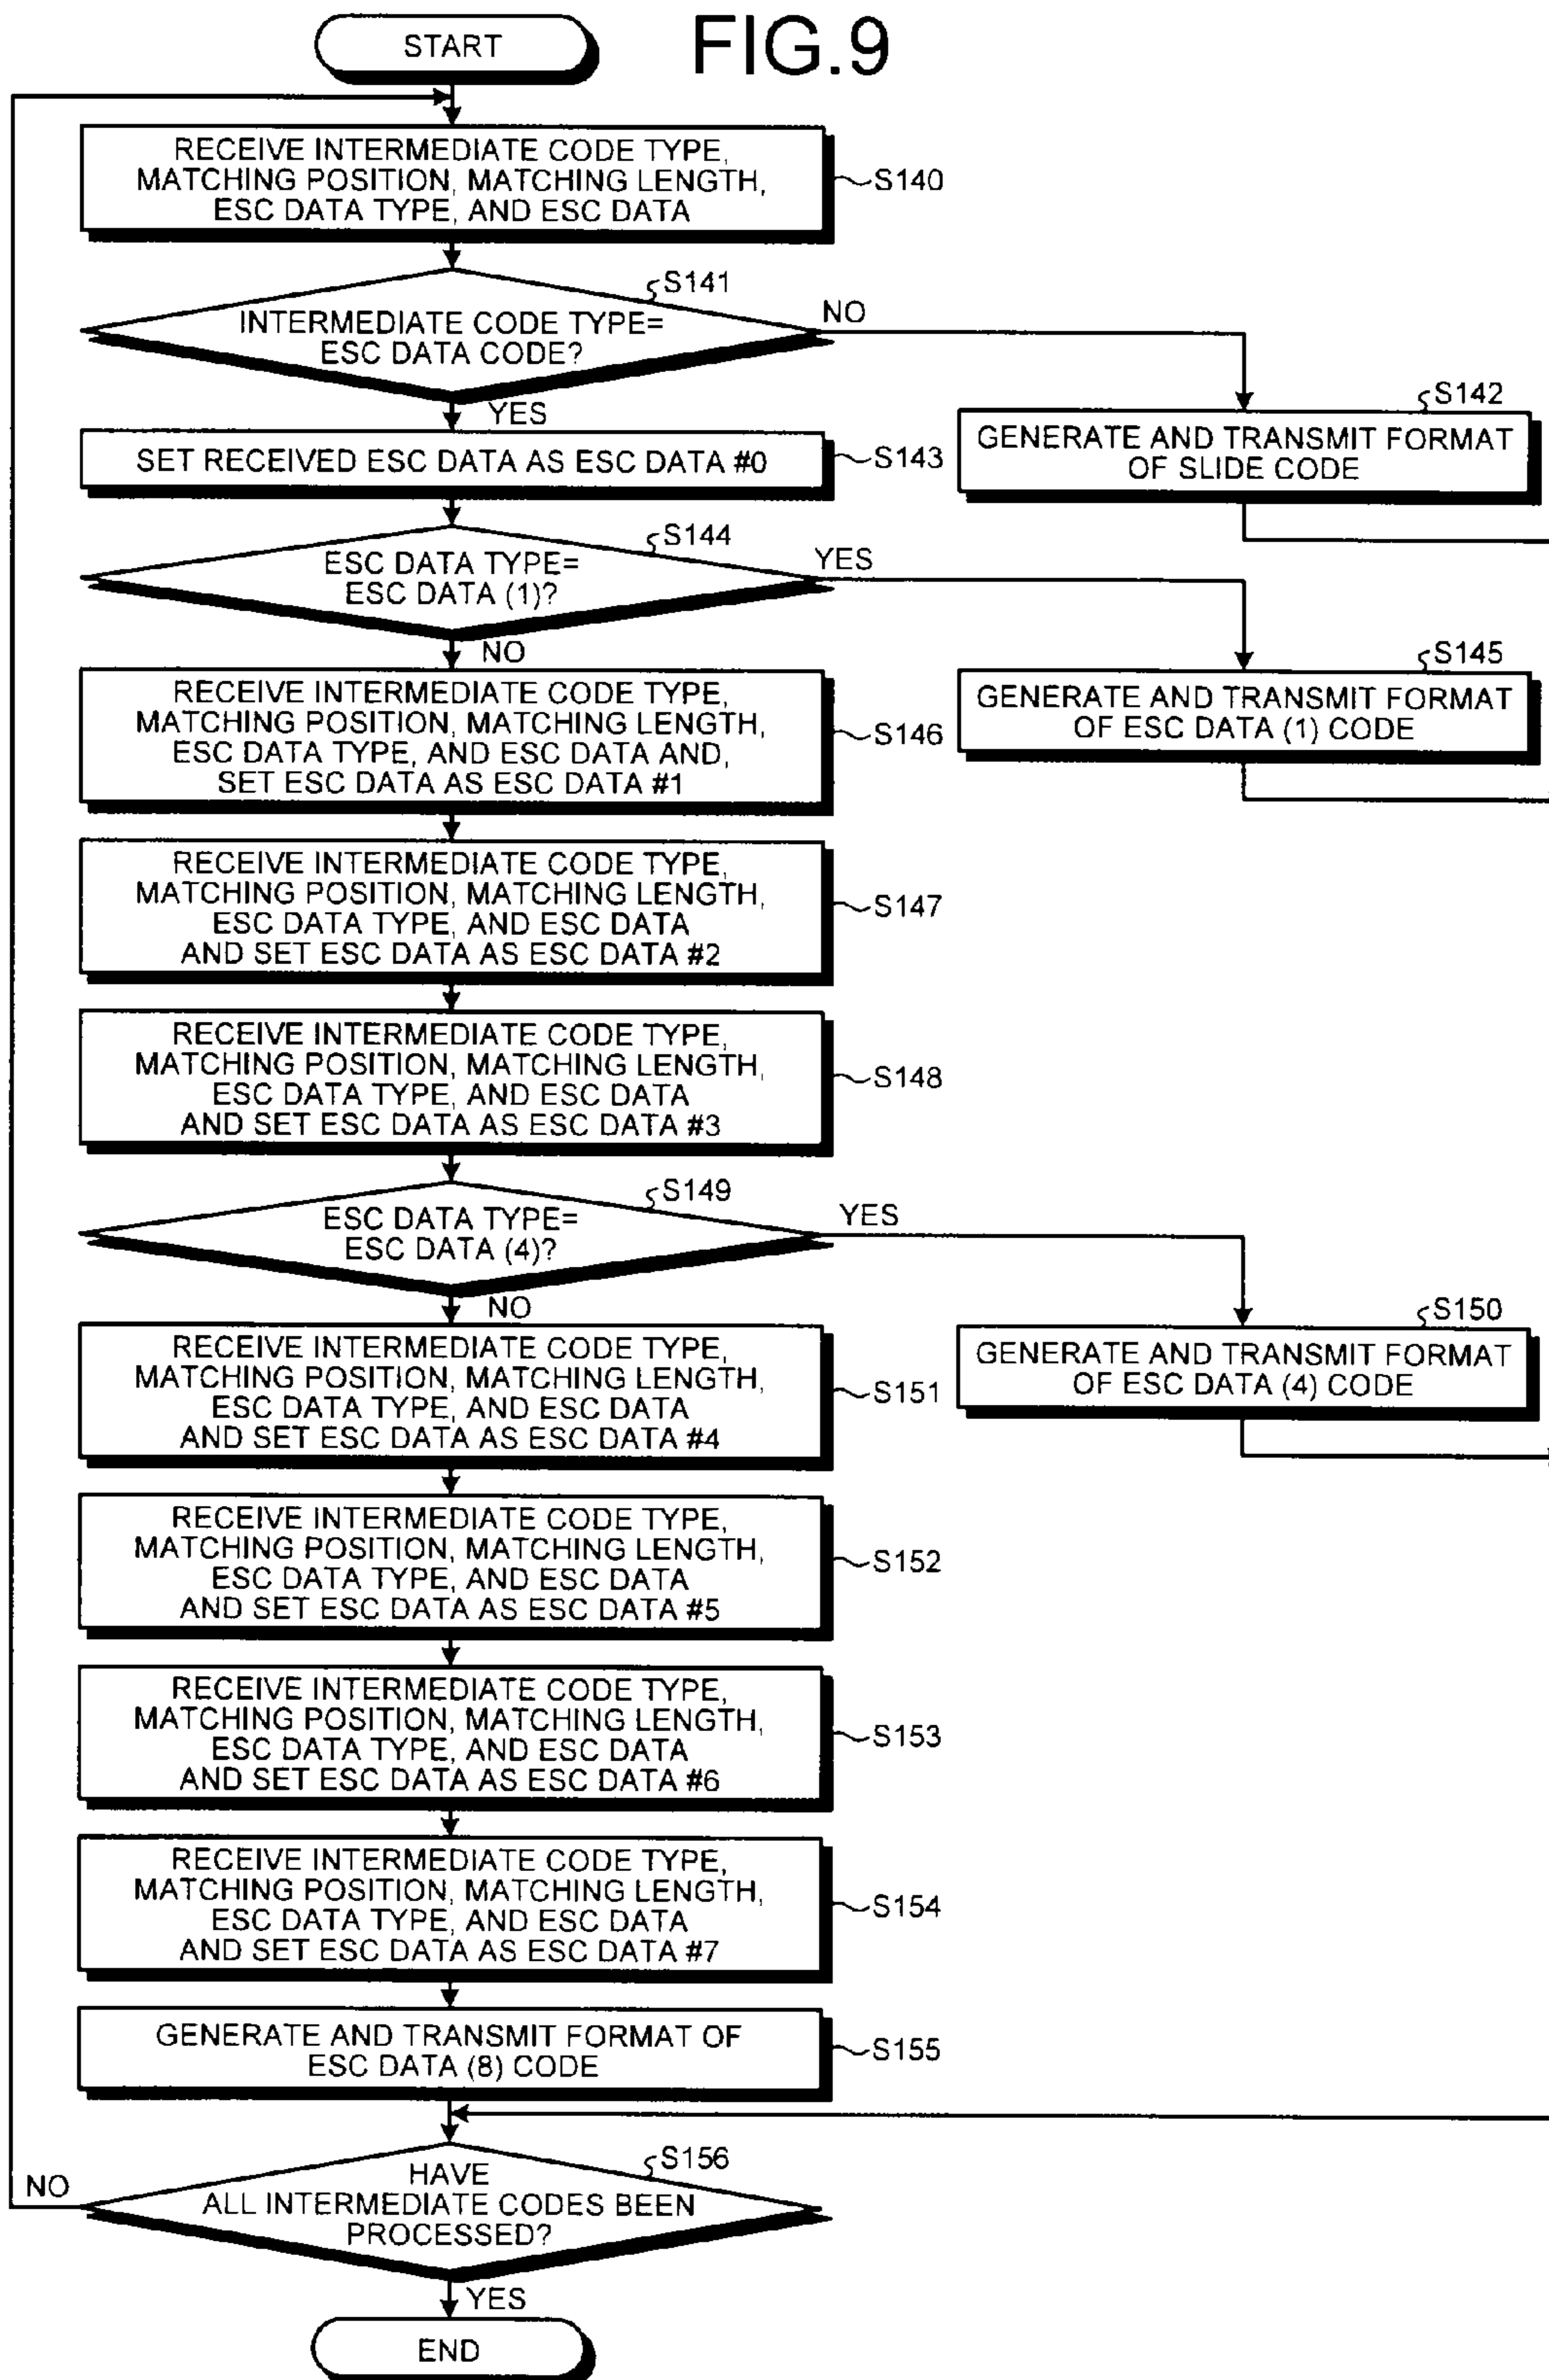 FIG.9
START
RECEIVE INTERMEDIATE CODE TYPE,
MATCHING POSITION, MATCHING LENGTH,
ESC DATA TYPE, AND ESC DATA
S140
S141
INTERMEDIATE CODE TYPE=
ESC DATA CODE?
NO
YES
S142
GENERATE AND TRANSMIT FORMAT
OF SLIDE CODE
SET RECEIVED ESC DATA AS ESC DATA #0
S143
S144
ESC DATA TYPE=
ESC DATA (1)?
YES
NO
S145
GENERATE AND TRANSMIT FORMAT
OF ESC DATA (1) CODE
RECEIVE INTERMEDIATE CODE TYPE,
MATCHING POSITION, MATCHING LENGTH,
ESC DATA TYPE, AND ESC DATA AND,
SET ESC DATA AS ESC DATA #1
S146
RECEIVE INTERMEDIATE CODE TYPE,
MATCHING POSITION, MATCHING LENGTH,
ESC DATA TYPE, AND ESC DATA
AND SET ESC DATA AS ESC DATA #2
S147
RECEIVE INTERMEDIATE CODE TYPE,
MATCHING POSITION, MATCHING LENGTH,
ESC DATA TYPE, AND ESC DATA
AND SET ESC DATA AS ESC DATA #3
S148
S149
ESC DATA TYPE=
ESC DATA (4)?
YES
NO
S150
GENERATE AND TRANSMIT FORMAT
OF ESC DATA (4) CODE
RECEIVE INTERMEDIATE CODE TYPE,
MATCHING POSITION, MATCHING LENGTH,
ESC DATA TYPE, AND ESC DATA
AND SET ESC DATA AS ESC DATA #4
S151
RECEIVE INTERMEDIATE CODE TYPE,
MATCHING POSITION, MATCHING LENGTH,
ESC DATA TYPE, AND ESC DATA
AND SET ESC DATA AS ESC DATA #5
S152
RECEIVE INTERMEDIATE CODE TYPE,
MATCHING POSITION, MATCHING LENGTH,
ESC DATA TYPE, AND ESC DATA
AND SET ESC DATA AS ESC DATA #6
S153
RECEIVE INTERMEDIATE CODE TYPE,
MATCHING POSITION, MATCHING LENGTH,
ESC DATA TYPE, AND ESC DATA
AND SET ESC DATA AS ESC DATA #7
S154
GENERATE AND TRANSMIT FORMAT OF
ESC DATA (8) CODE
S155
S156
HAVE
ALL INTERMEDIATE CODES BEEN
PROCESSED?
NO
YES
END